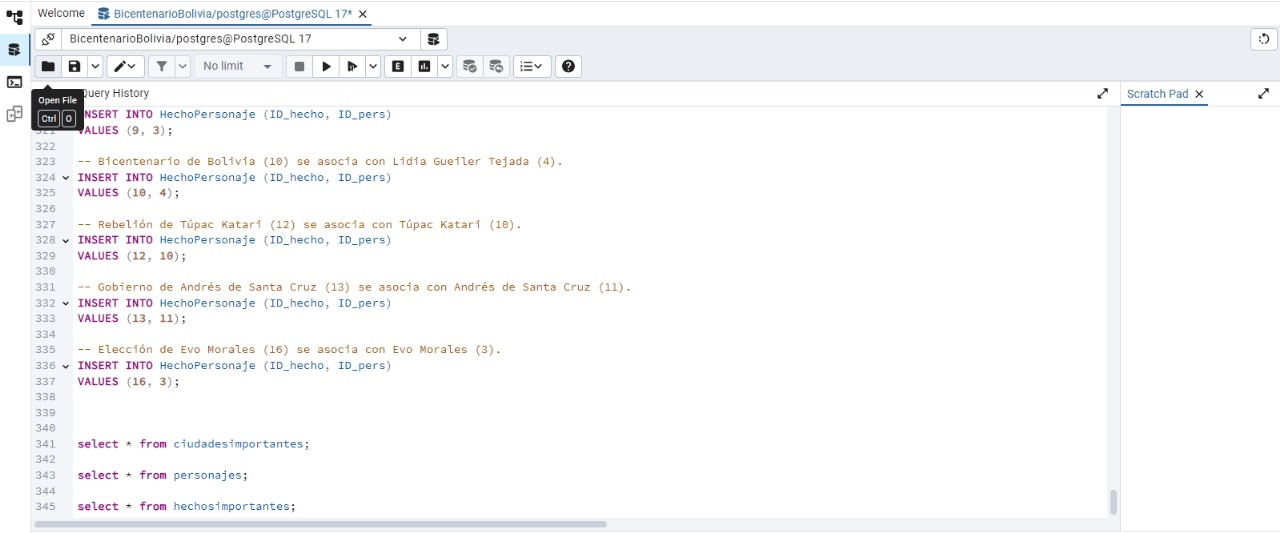 Welcome
BicentenarioBolivia/postgres@PostgreSQL 17*
BicentenarioBolivia/postgres@PostgreSQL 17
No limit
E
Open File
Ctrl O
Query History
Scratch Pad
INSERT INTO HechoPersonaje (ID_hecho, ID_pers)
321 VALUES (9, 3);
322
323 -- Bicentenario de Bolivia (10) se asocia con Lidia Gueiler Tejada (4).
324 INSERT INTO HechoPersonaje (ID_hecho, ID_pers)
325 VALUES (10, 4);
326
327 -- Rebelión de Túpac Katari (12) se asocia con Túpac Katari (10).
328 INSERT INTO HechoPersonaje (ID_hecho, ID_pers)
329 VALUES (12, 10);
330
331 -- Gobierno de Andrés de Santa Cruz (13) se asocia con Andrés de Santa Cruz (11).
332 INSERT INTO HechoPersonaje (ID_hecho, ID_pers)
333 VALUES (13, 11);
334
335 -- Elección de Evo Morales (16) se asocia con Evo Morales (3).
336 INSERT INTO HechoPersonaje (ID_hecho, ID_pers)
337 VALUES (16, 3);
338
339
340
341 select * from ciudadesimportantes;
342
343 select * from personajes;
344
345 select * from hechosimportantes;